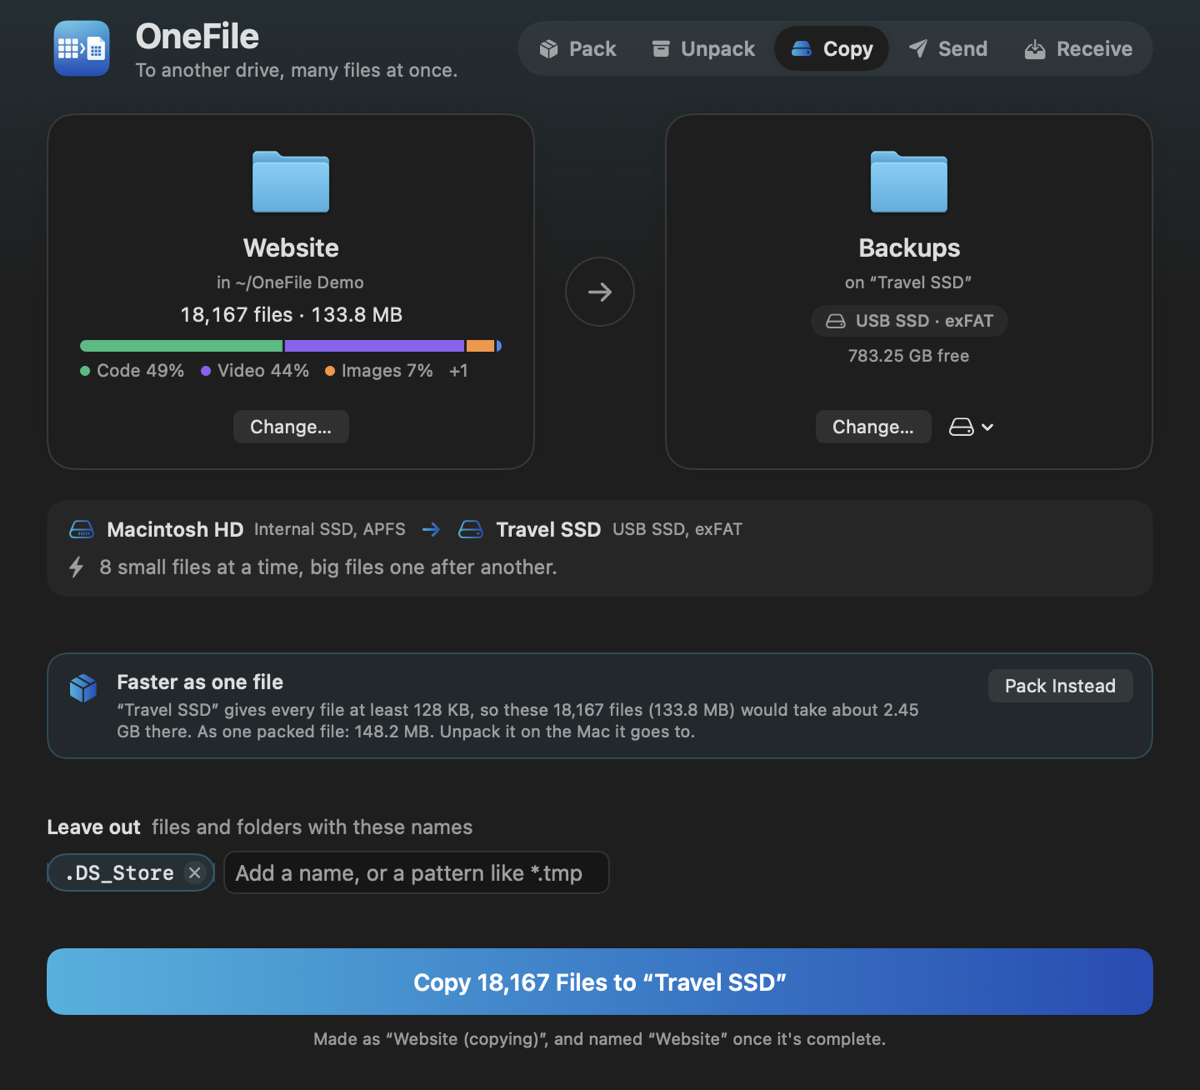 OneFile
To another drive, many files at once.
Pack
Unpack
Copy
Send
Receive
Website
in ~/OneFile Demo
18,167 files · 133.8 MB
Code 49%
Video 44%
Images 7%
+1
Change...
Backups
on “Travel SSD”
USB SSD · exFAT
783.25 GB free
Change...
Macintosh HD Internal SSD, APFS Travel SSD USB SSD, exFAT
8 small files at a time, big files one after another.
Faster as one file
“Travel SSD” gives every file at least 128 KB, so these 18,167 files (133.8 MB) would take about 2.45
GB there. As one packed file: 148.2 MB. Unpack it on the Mac it goes to.
Pack Instead
Leave out files and folders with these names
.DS_Store
Add a name, or a pattern like *.tmp
Copy 18,167 Files to “Travel SSD”
Made as “Website (copying)”, and named “Website” once it's complete.